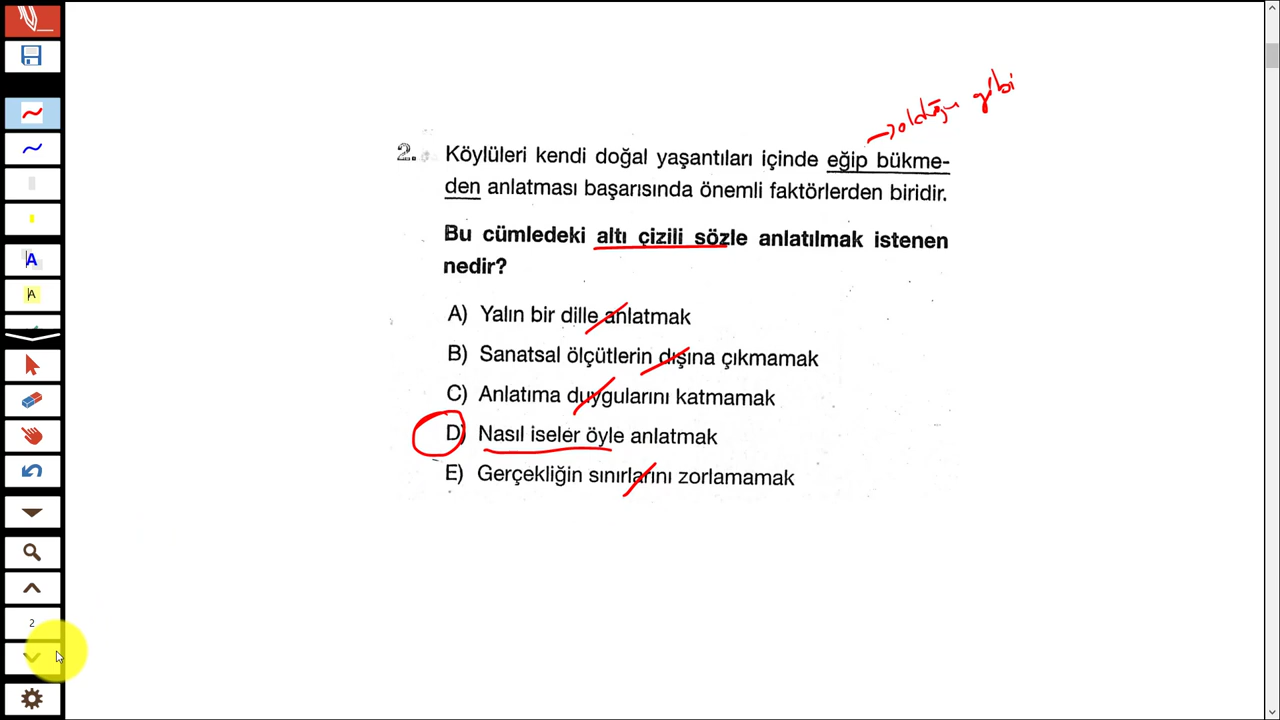 → olduğu gibi
2. Köylüleri kendi doğal yaşantıları içinde eğip bükme-
den anlatması başarısında önemli faktörlerden biridir.
Bu cümledeki altı çizili sözle anlatılmak istenen
nedir?
A) Yalın bir dille anlatmak
B) Sanatsal ölçütlerin dışına çıkmamak
C) Anlatıma duygularını katmamak
D) Nasıl iseler öyle anlatmak
E) Gerçekliğin sınırlarını zorlamamak
A
A
2